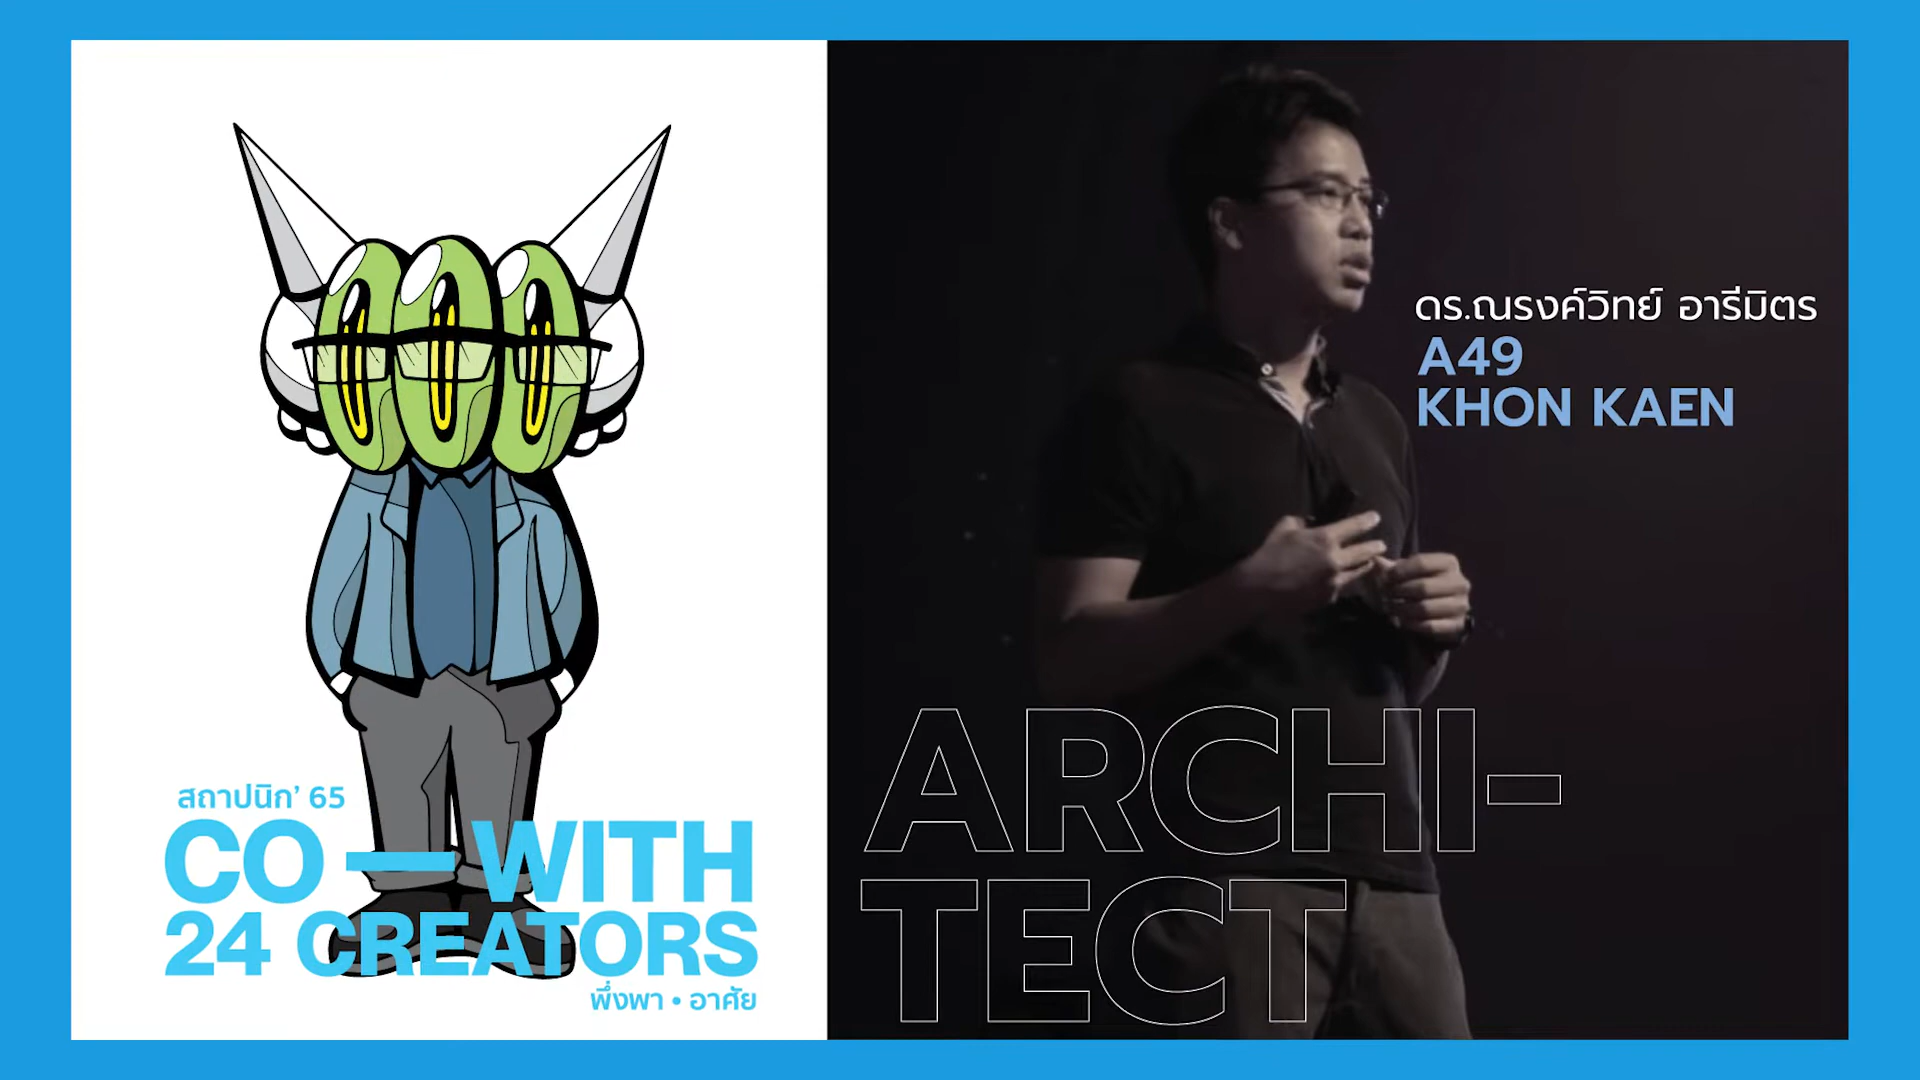 สถาปนิก' 65
CO — WITH
24 CREATORS
พึ่งพา • อาศัย
ดร.ณรงค์วิทย์ อารีมิตร
A49
KHON KAEN
ARCHI-
TECT